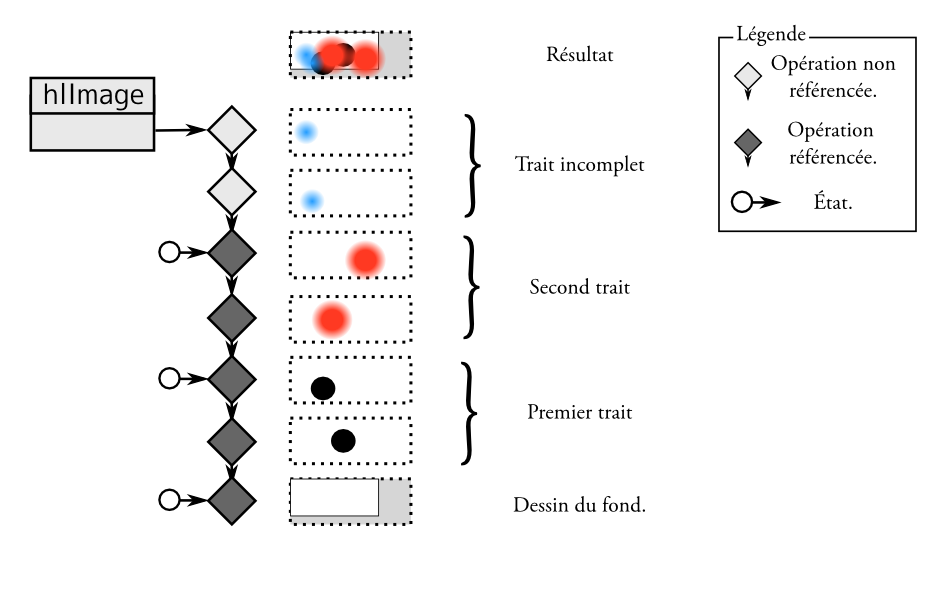 Résultat
hlImage
Trait incomplet
Second trait
Premier trait
Dessin du fond.
Légende
Opération non
référencée.
Opération
référencée.
État.